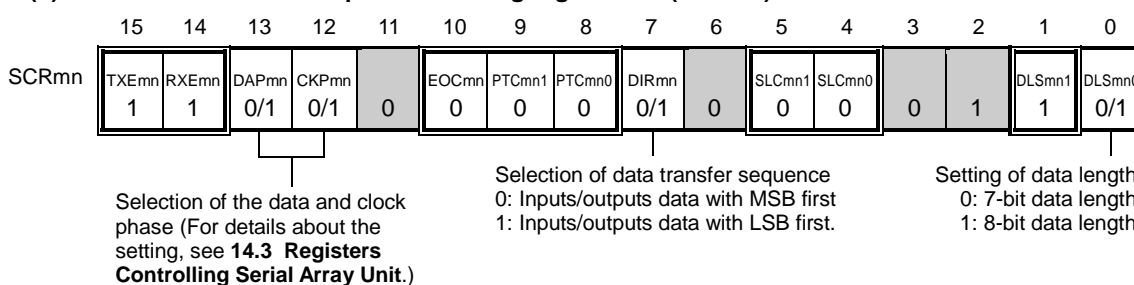 15 14 13 12 11 10 9 8 7 6 5 4 3 2 1 0
SCRmn TXEmn RXEmn DAPmn CKPmn EOCmn PTCmn1 PTCmn0 DIRmn SLCmn1 SLCmn0 DLSmn1 DLSmn0
1 1 0/1 0/1 0 0 0 0 0/1 0 0 0 0 1 1 0/1
Selection of the data and clock
phase (For details about the
setting, see 14.3 Registers
Controlling Serial Array Unit.)
Selection of data transfer sequence
0: Inputs/outputs data with MSB first
1: Inputs/outputs data with LSB first.
Setting of data length
0: 7-bit data length
1: 8-bit data length